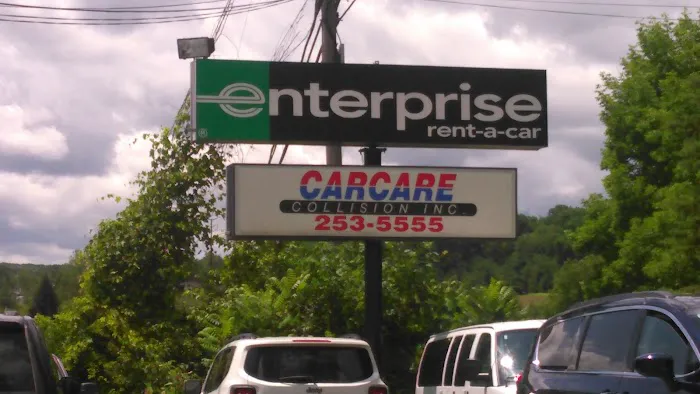 enterprise
rent-a-car
CARCARE
COLLISION INC.
253-5555